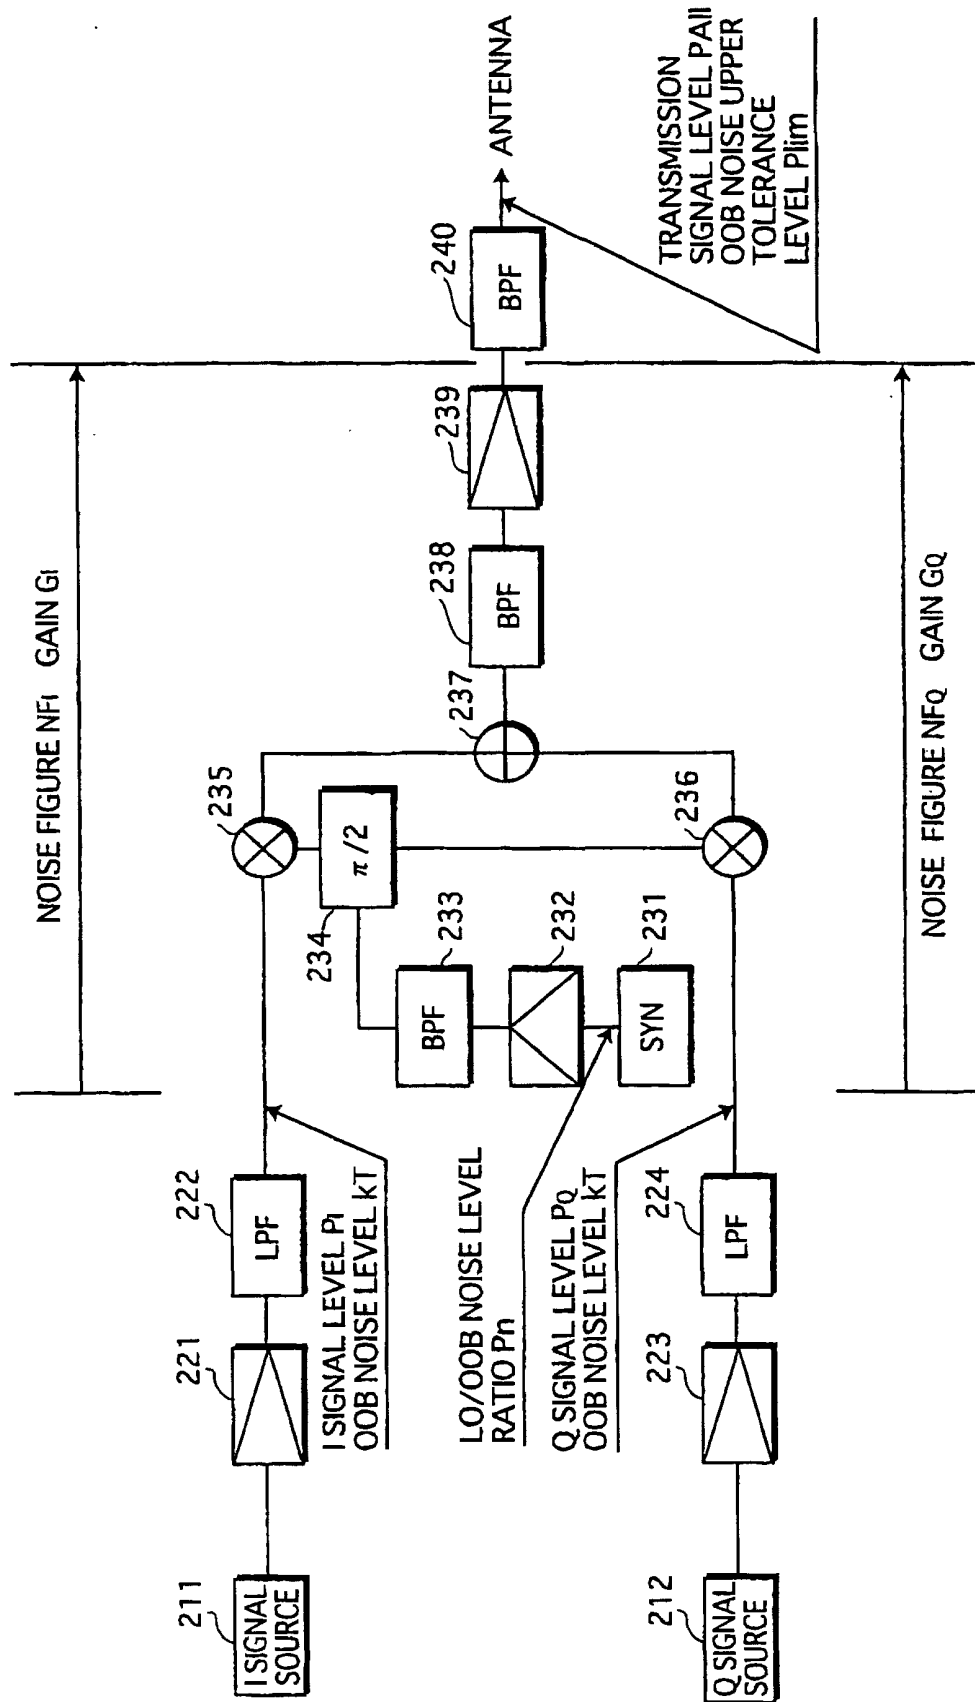 NOISE FIGURE NFI GAIN GI
211
I SIGNAL
SOURCE
221
222
LPF
I SIGNAL LEVEL PI
OOB NOISE LEVEL kT
235
234
π/2
233
BPF
232
231
SYN
LO/OOB NOISE LEVEL
RATIO Pn
Q SIGNAL LEVEL PQ
OOB NOISE LEVEL kT
212
Q SIGNAL
SOURCE
223
224
LPF
236
237
238
BPF
239
240
BPF
ANTENNA
TRANSMISSION
SIGNAL LEVEL PAll
OOB NOISE UPPER
TOLERANCE
LEVEL Plim
NOISE FIGURE NFQ GAIN GQ